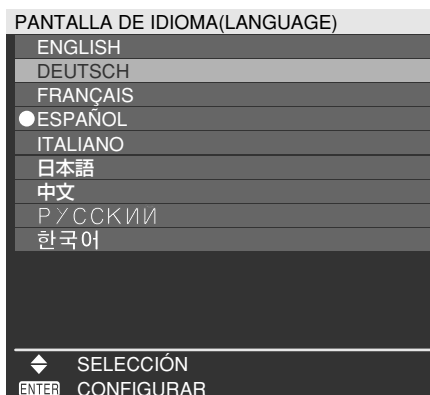 PANTALLA DE IDIOMA(LANGUAGE)
ENGLISH
DEUTSCH
FRANÇAIS
ESPAÑOL
ITALIANO
日本語
中文
РУССКИИ
한국어
SELECCIÓN
ENTER CONFIGURAR